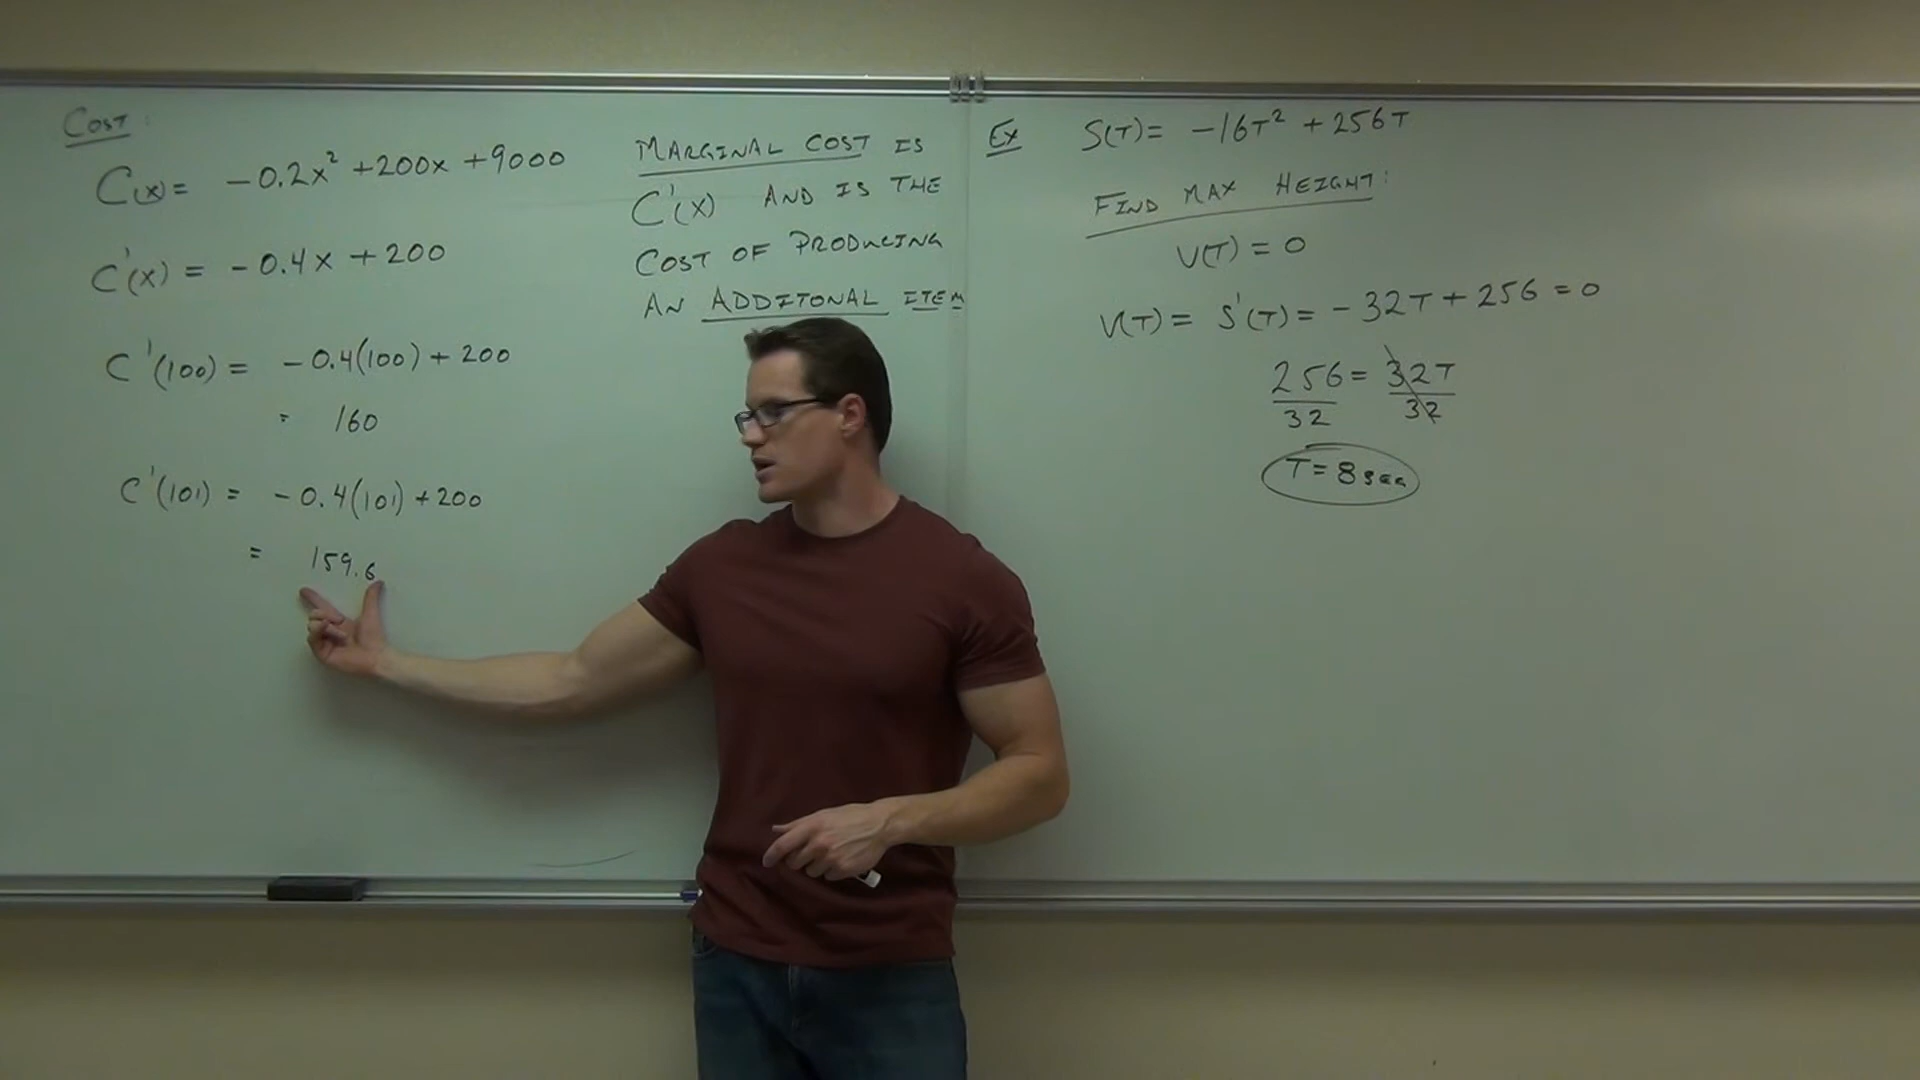 COST:
C(x) = -0.2x² + 200x + 9000
C'(x) = -0.4x + 200
C'(100) = -0.4(100) + 200
= 160
C'(101) = -0.4(101) + 200
= 159.6
MARGINAL COST IS
C'(x) AND IS THE
COST OF PRODUCING
AN ADDITONAL ITEM
Ex S(T) = -16T² + 256T
FIND MAX HEIGHT:
V(T) = 0
V(T) = S'(T) = -32T + 256 = 0
256 = 32T
32 32
T = 8 sec